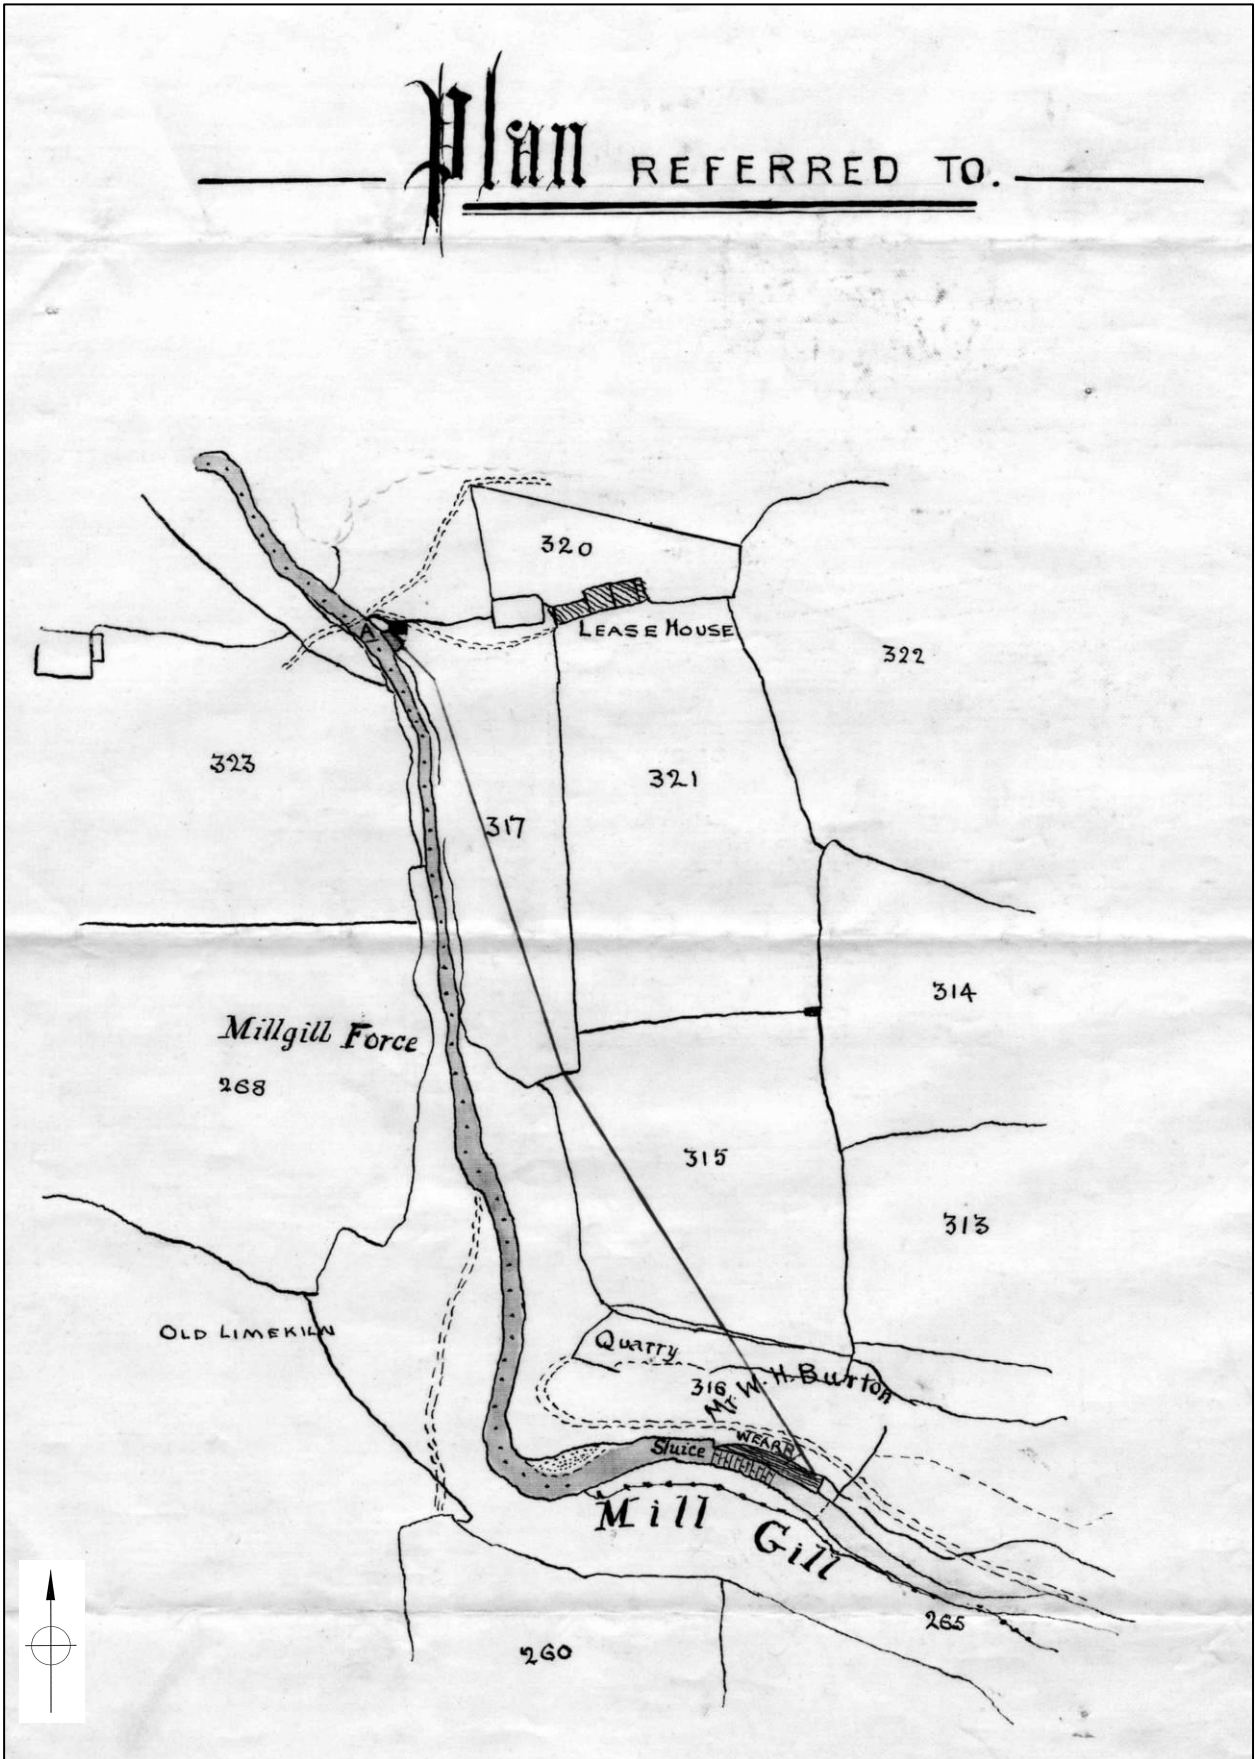 Plan REFERRED TO.
320
LEASE HOUSE
322
A
323
321
317
314
Millgill Force
268
315
313
OLD LIMEKILN
Quarry
316
Mr. W. H. Burton
WEARH
Sluice
Mill Gill
265
260